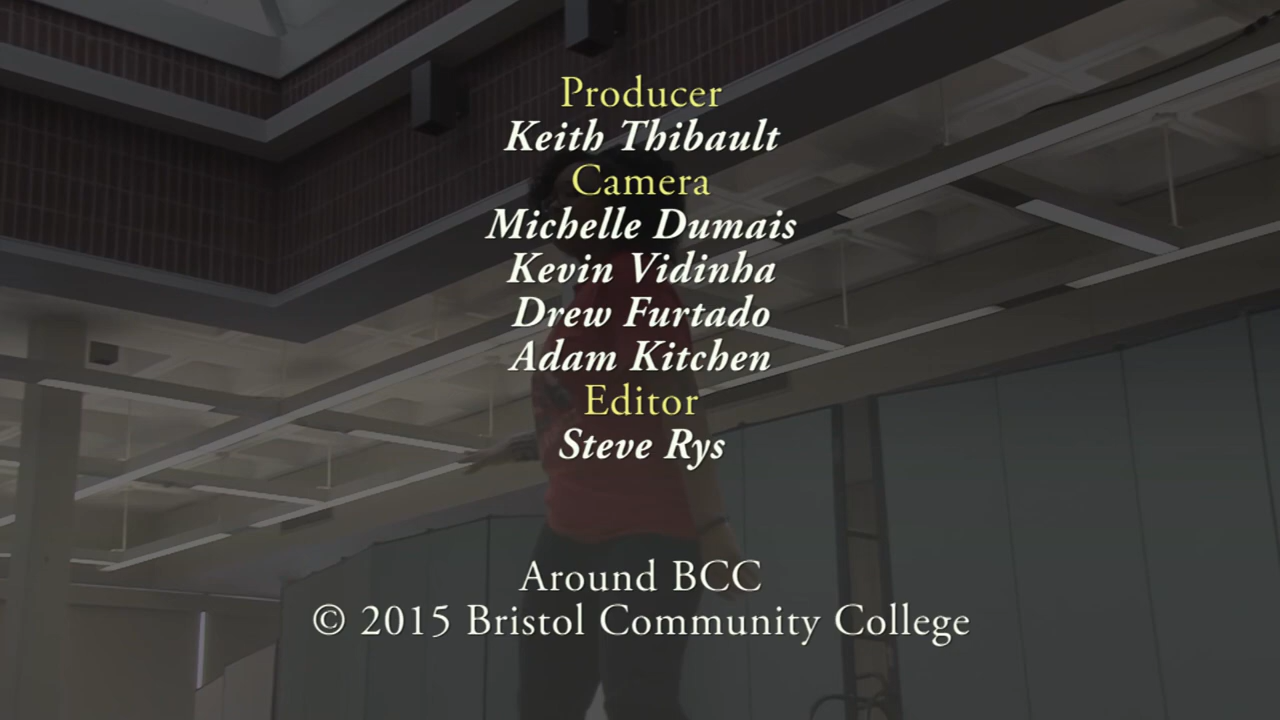 Producer
Keith Thibault
Camera
Michelle Dumais
Kevin Vidinha
Drew Furtado
Adam Kitchen
Editor
Steve Rys
Around BCC
© 2015 Bristol Community College